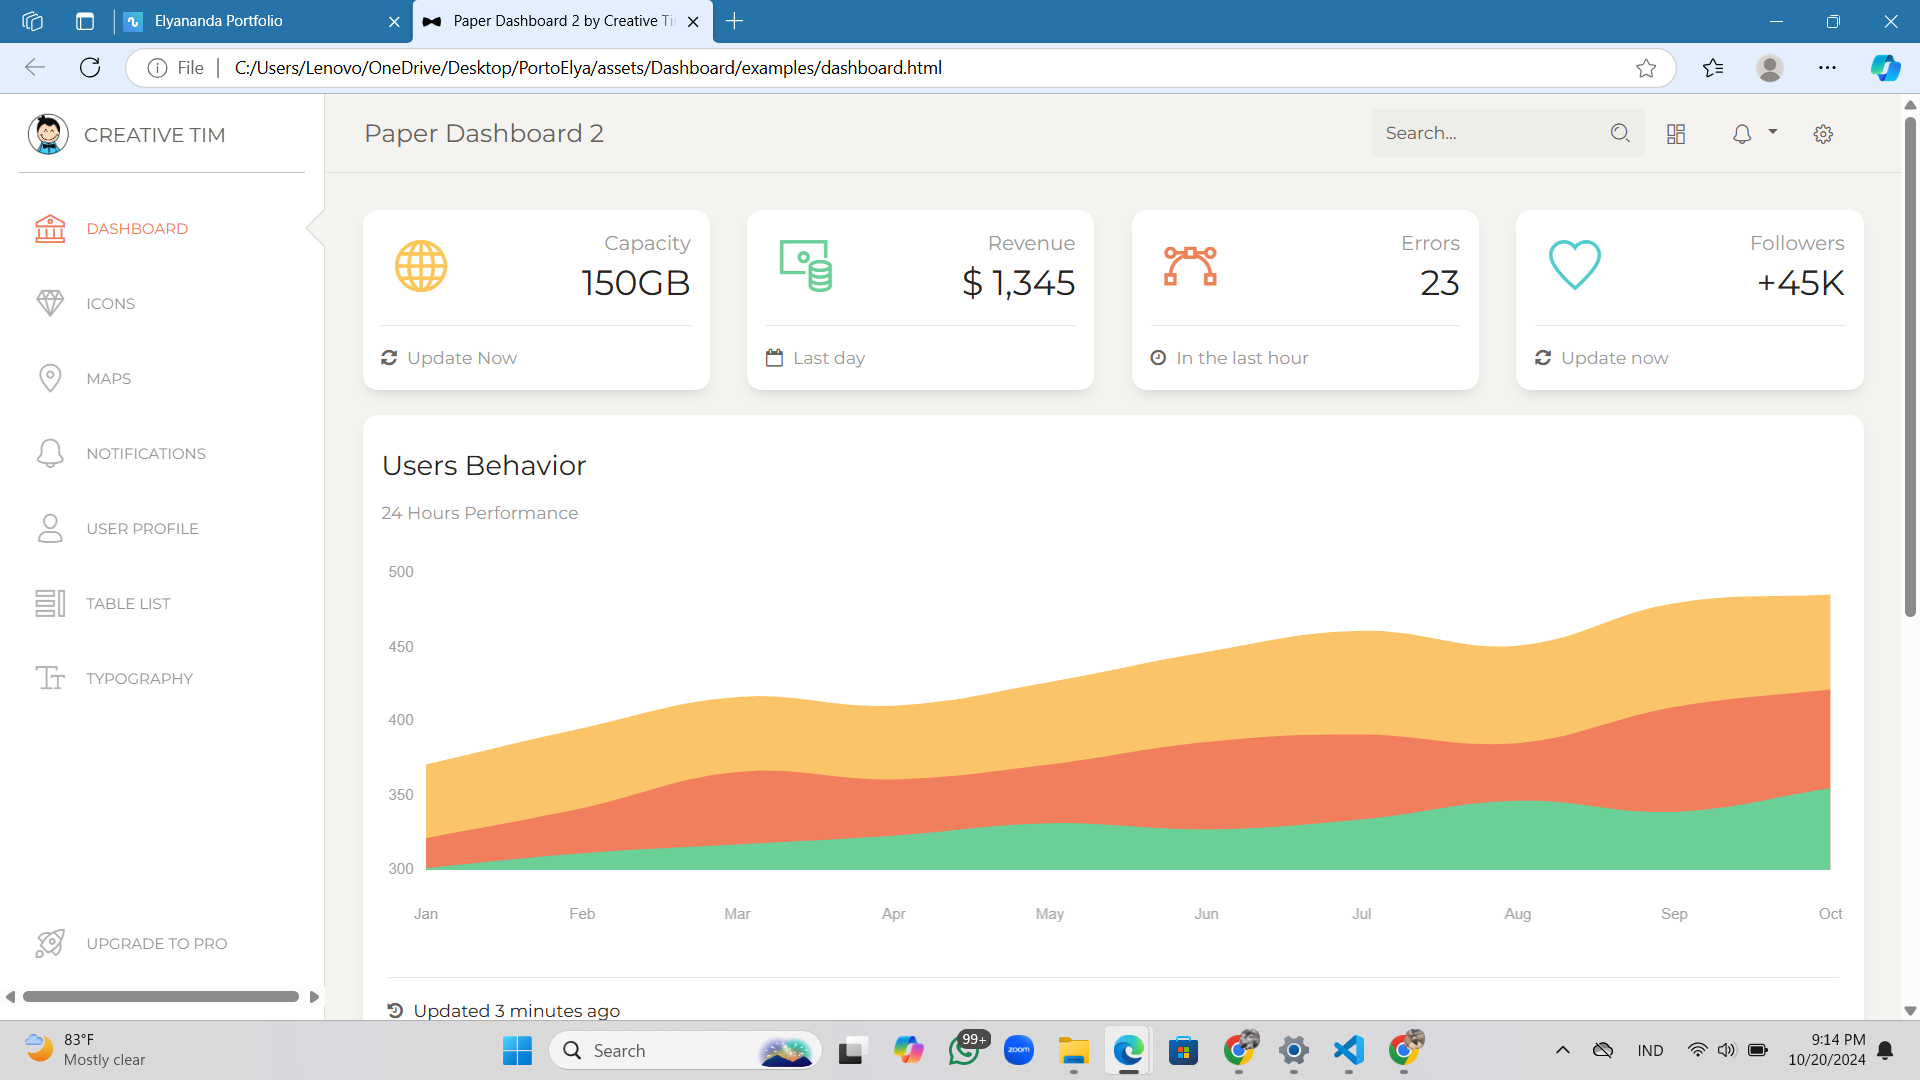 Elyananda Portfolio
Paper Dashboard 2 by Creative Ti
File
C:/Users/Lenovo/OneDrive/Desktop/PortoElya/assets/Dashboard/examples/dashboard.html
CREATIVE TIM
DASHBOARD
ICONS
MAPS
NOTIFICATIONS
USER PROFILE
TABLE LIST
TYPOGRAPHY
UPGRADE TO PRO
Paper Dashboard 2
Search...
Capacity
150GB
Update Now
Revenue
$ 1,345
Last day
Errors
23
In the last hour
Followers
+45K
Update now
Users Behavior
24 Hours Performance
500
450
400
350
300
Jan Feb Mar Apr May Jun Jul Aug Sep Oct
Updated 3 minutes ago
83°F
Mostly clear
Search
99+
zoom
IND
9:14 PM
10/20/2024